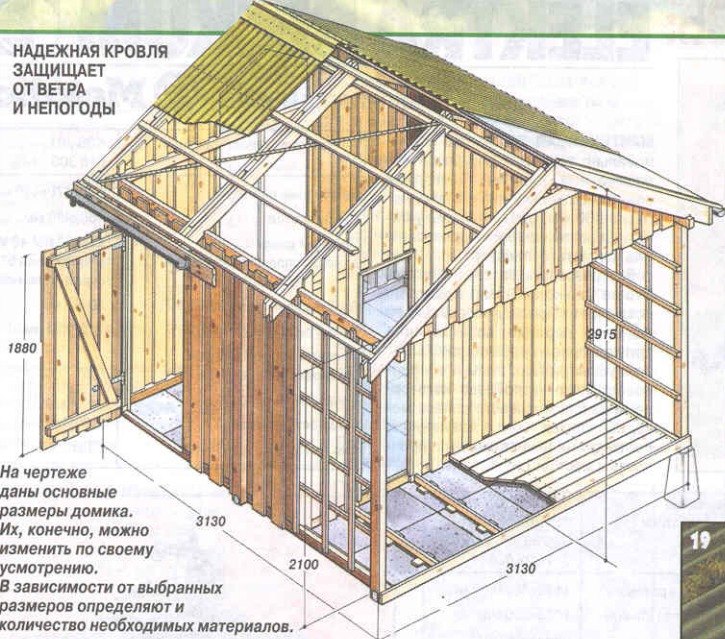 НАДЕЖНАЯ КРОВЛЯ
ЗАЩИЩАЕТ
ОТ ВЕТРА
И НЕПОГОДЫ
1880
2915
На чертеже
даны основные
размеры домика.
Их, конечно, можно
изменить по своему
усмотрению.
В зависимости от выбранных
размеров определяют и
количество необходимых материалов.
3130
2100
3130
19